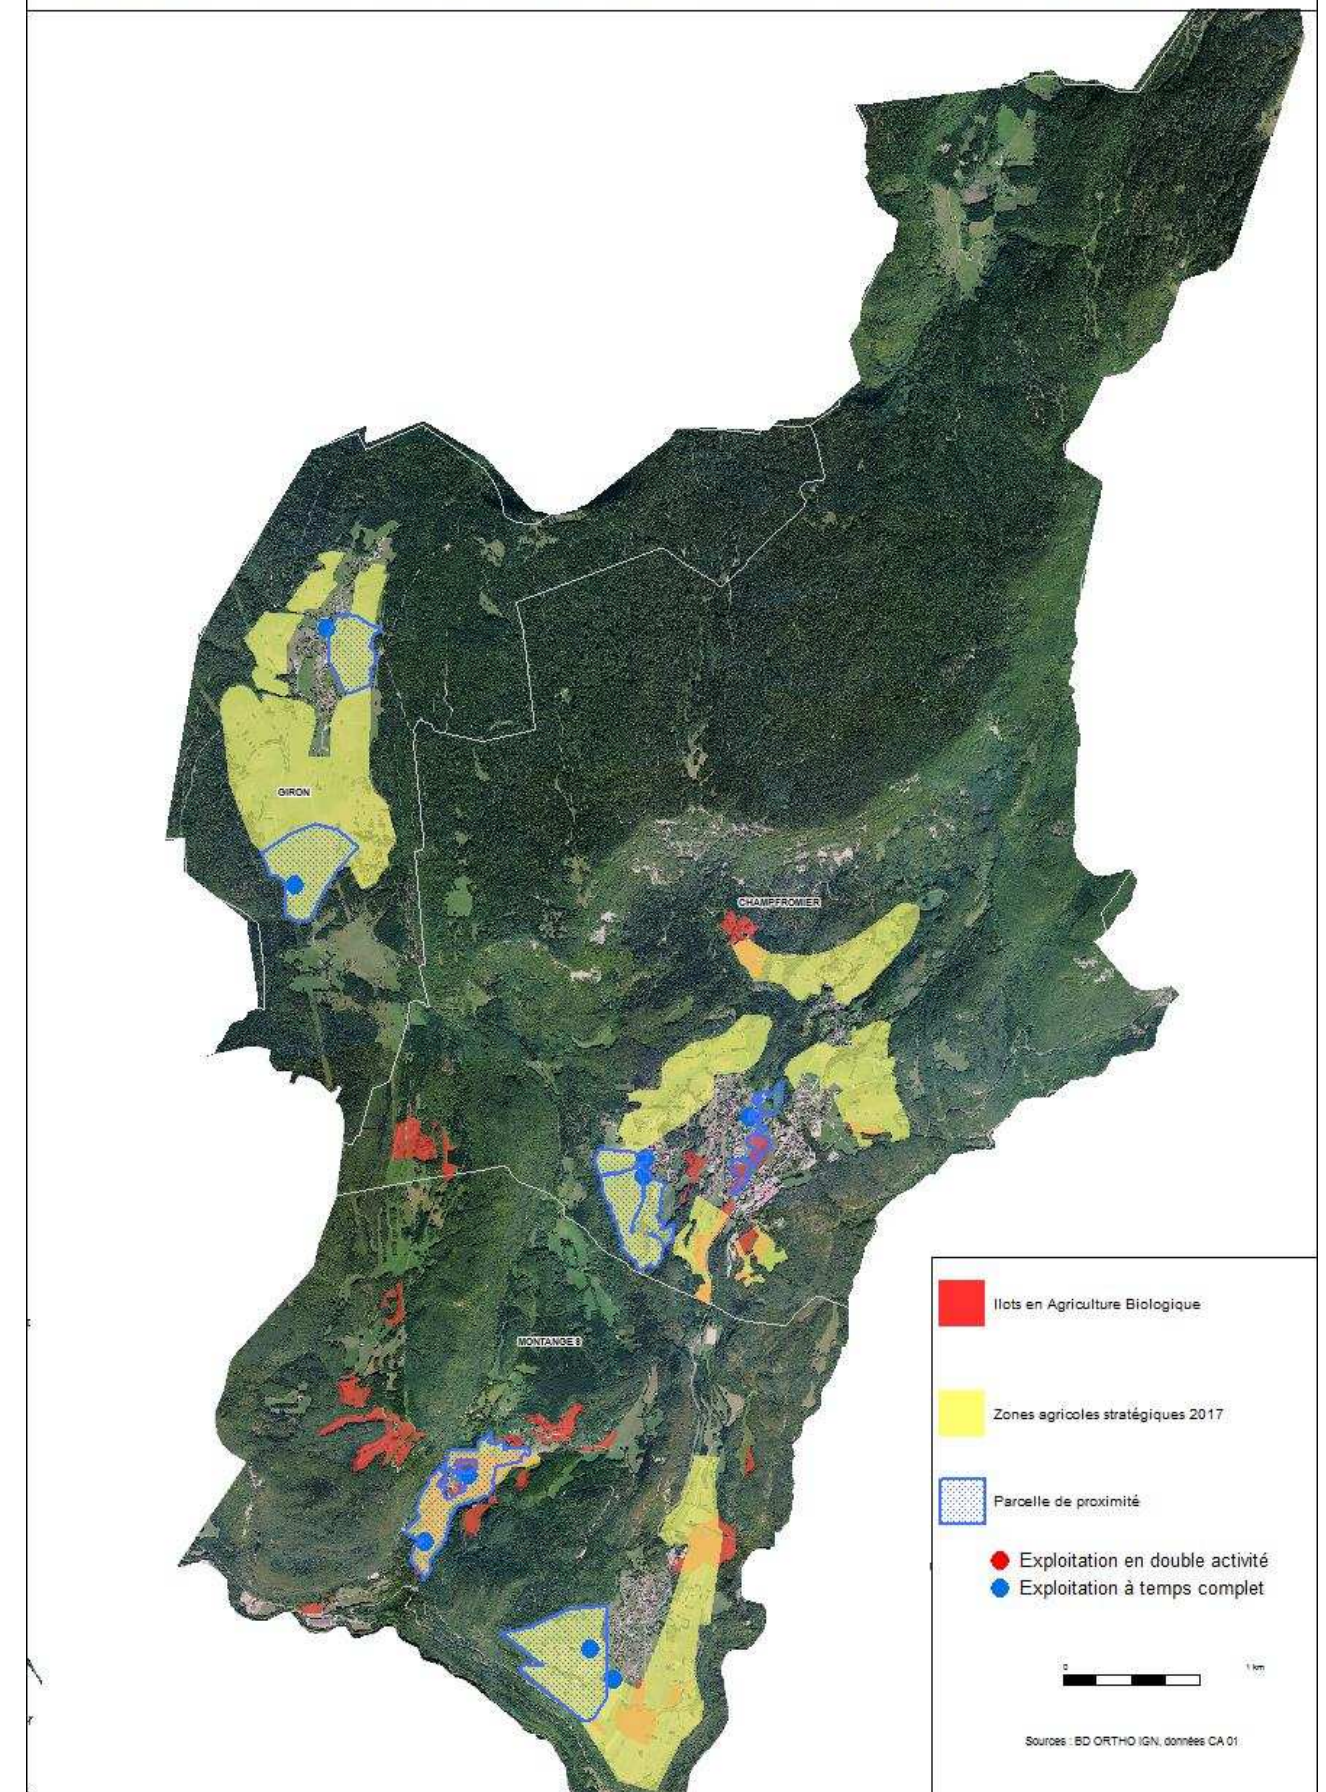 GIRON
CHAMPFROMIER
MONTANGES
Ilots en Agriculture Biologique
Zones agricoles stratégiques 2017
Parcelle de proximité
Exploitation en double activité
Exploitation à temps complet
0 1 km
Sources : BD ORTHO IGN, données CA 01